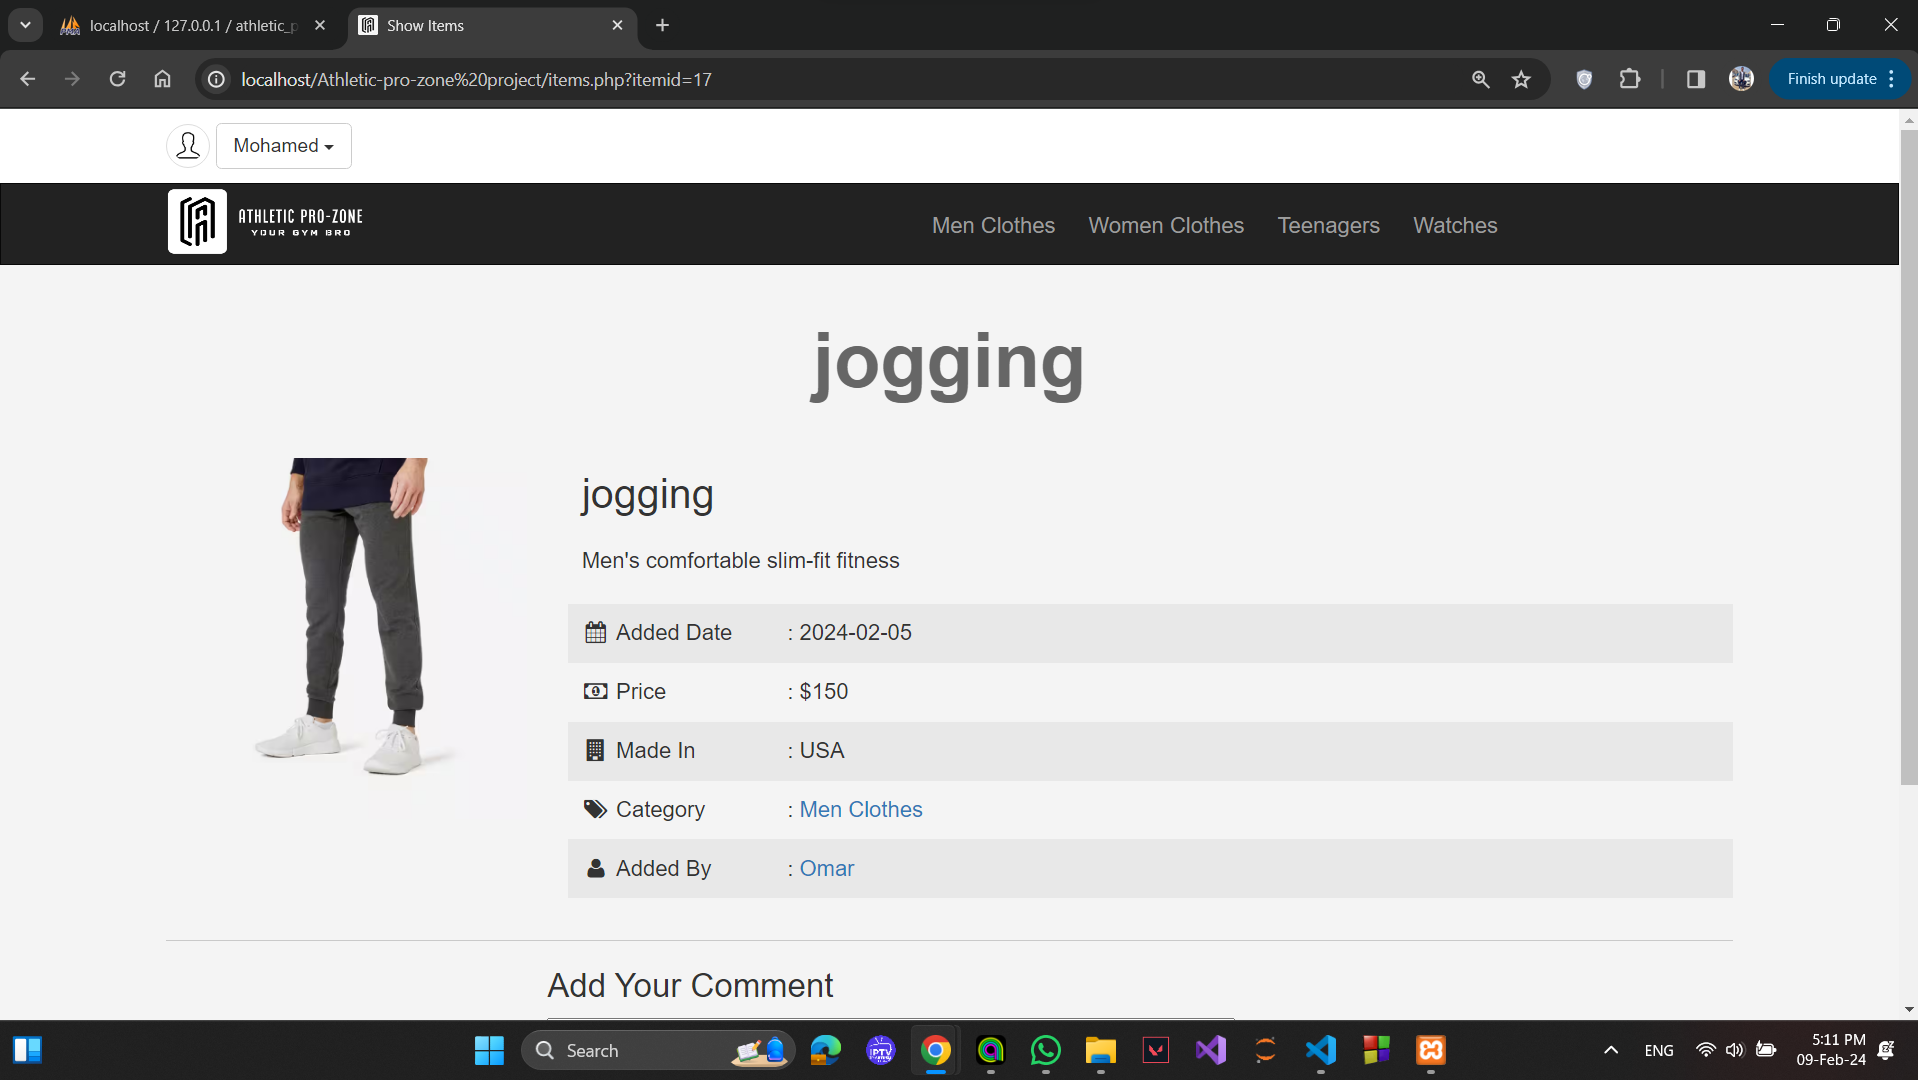 localhost / 127.0.0.1 / athletic_p
Show Items
localhost/Athletic-pro-zone%20project/items.php?itemid=17
Finish update
Mohamed
ATHLETIC PRO-ZONE
YOUR GYM BRO
Men Clothes
Women Clothes
Teenagers
Watches
jogging
jogging
Men's comfortable slim-fit fitness
Added Date : 2024-02-05
Price : $150
Made In : USA
Category : Men Clothes
Added By : Omar
Add Your Comment
Search
IPTV
ENG
5:11 PM
09-Feb-24